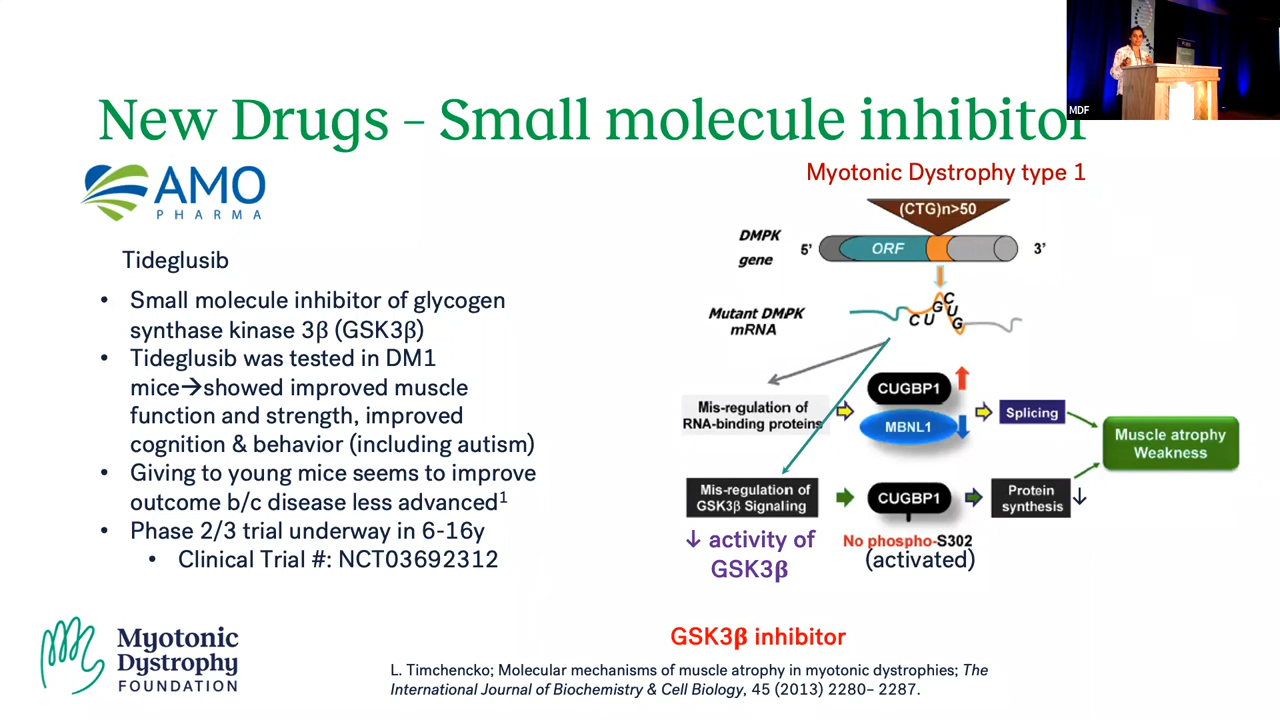 MDF
New Drugs – Small molecule inhibitor
AMO
PHARMA
Tideglusib
• Small molecule inhibitor of glycogen
synthase kinase 3β (GSK3β)
• Tideglusib was tested in DM1
mice→showed improved muscle
function and strength, improved
cognition & behavior (including autism)
• Giving to young mice seems to improve
outcome b/c disease less advanced1
• Phase 2/3 trial underway in 6-16y
• Clinical Trial #: NCT03692312
Myotonic Dystrophy type 1
(CTG)n>50
DMPK
gene
5'
ORF
3'
Mutant DMPK
mRNA
CUGCUG
Mis-regulation of
RNA-binding proteins
CUGBP1
MBNL1
Splicing
Muscle atrophy
Weakness
Mis-regulation of
GSK3β Signaling
CUGBP1
Protein
synthesis
↓ activity of
GSK3β
No phospho-S302
(activated)
GSK3β inhibitor
Myotonic
Dystrophy
FOUNDATION
L. Timchencko; Molecular mechanisms of muscle atrophy in myotonic dystrophies; The
International Journal of Biochemistry & Cell Biology, 45 (2013) 2280– 2287.